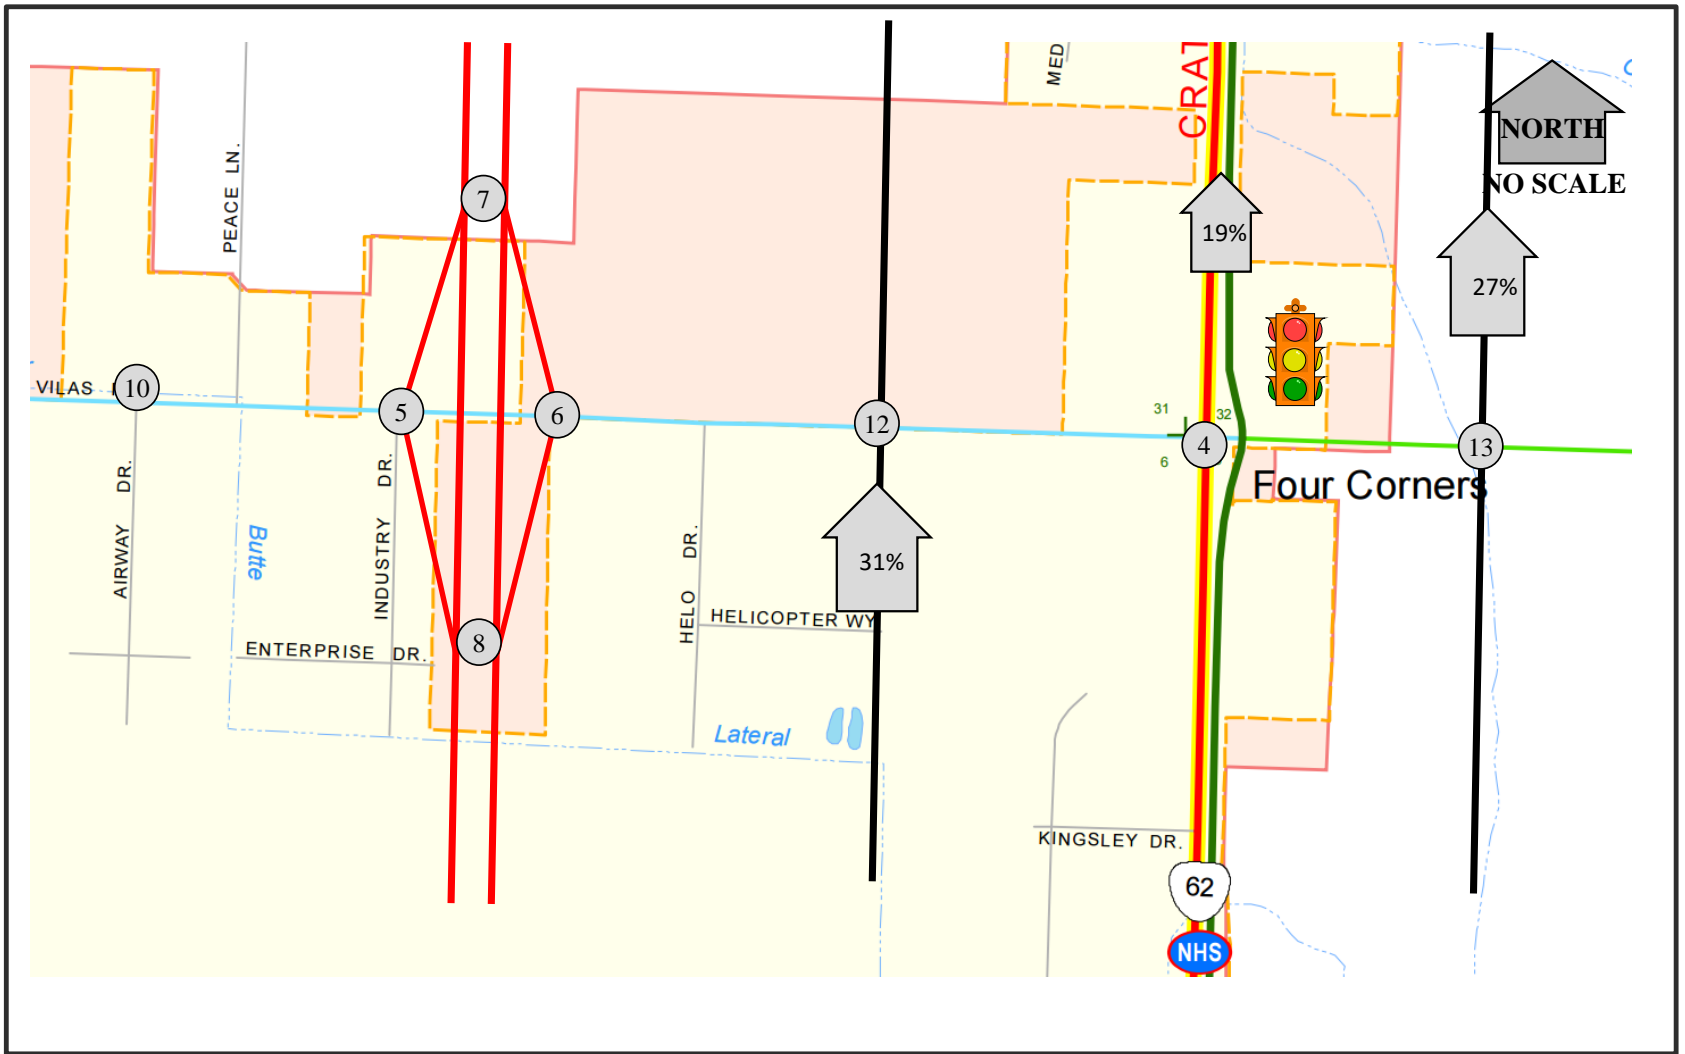 MED
CRAT
PEACE LN.
NORTH
NO SCALE
7
19%
27%
VILAS
10
5
6
12
31
32
6
4
13
Four Corners
AIRWAY DR.
Butte
INDUSTRY DR.
HELO DR.
31%
HELICOPTER WY
8
ENTERPRISE DR.
Lateral
KINGSLEY DR.
62
NHS